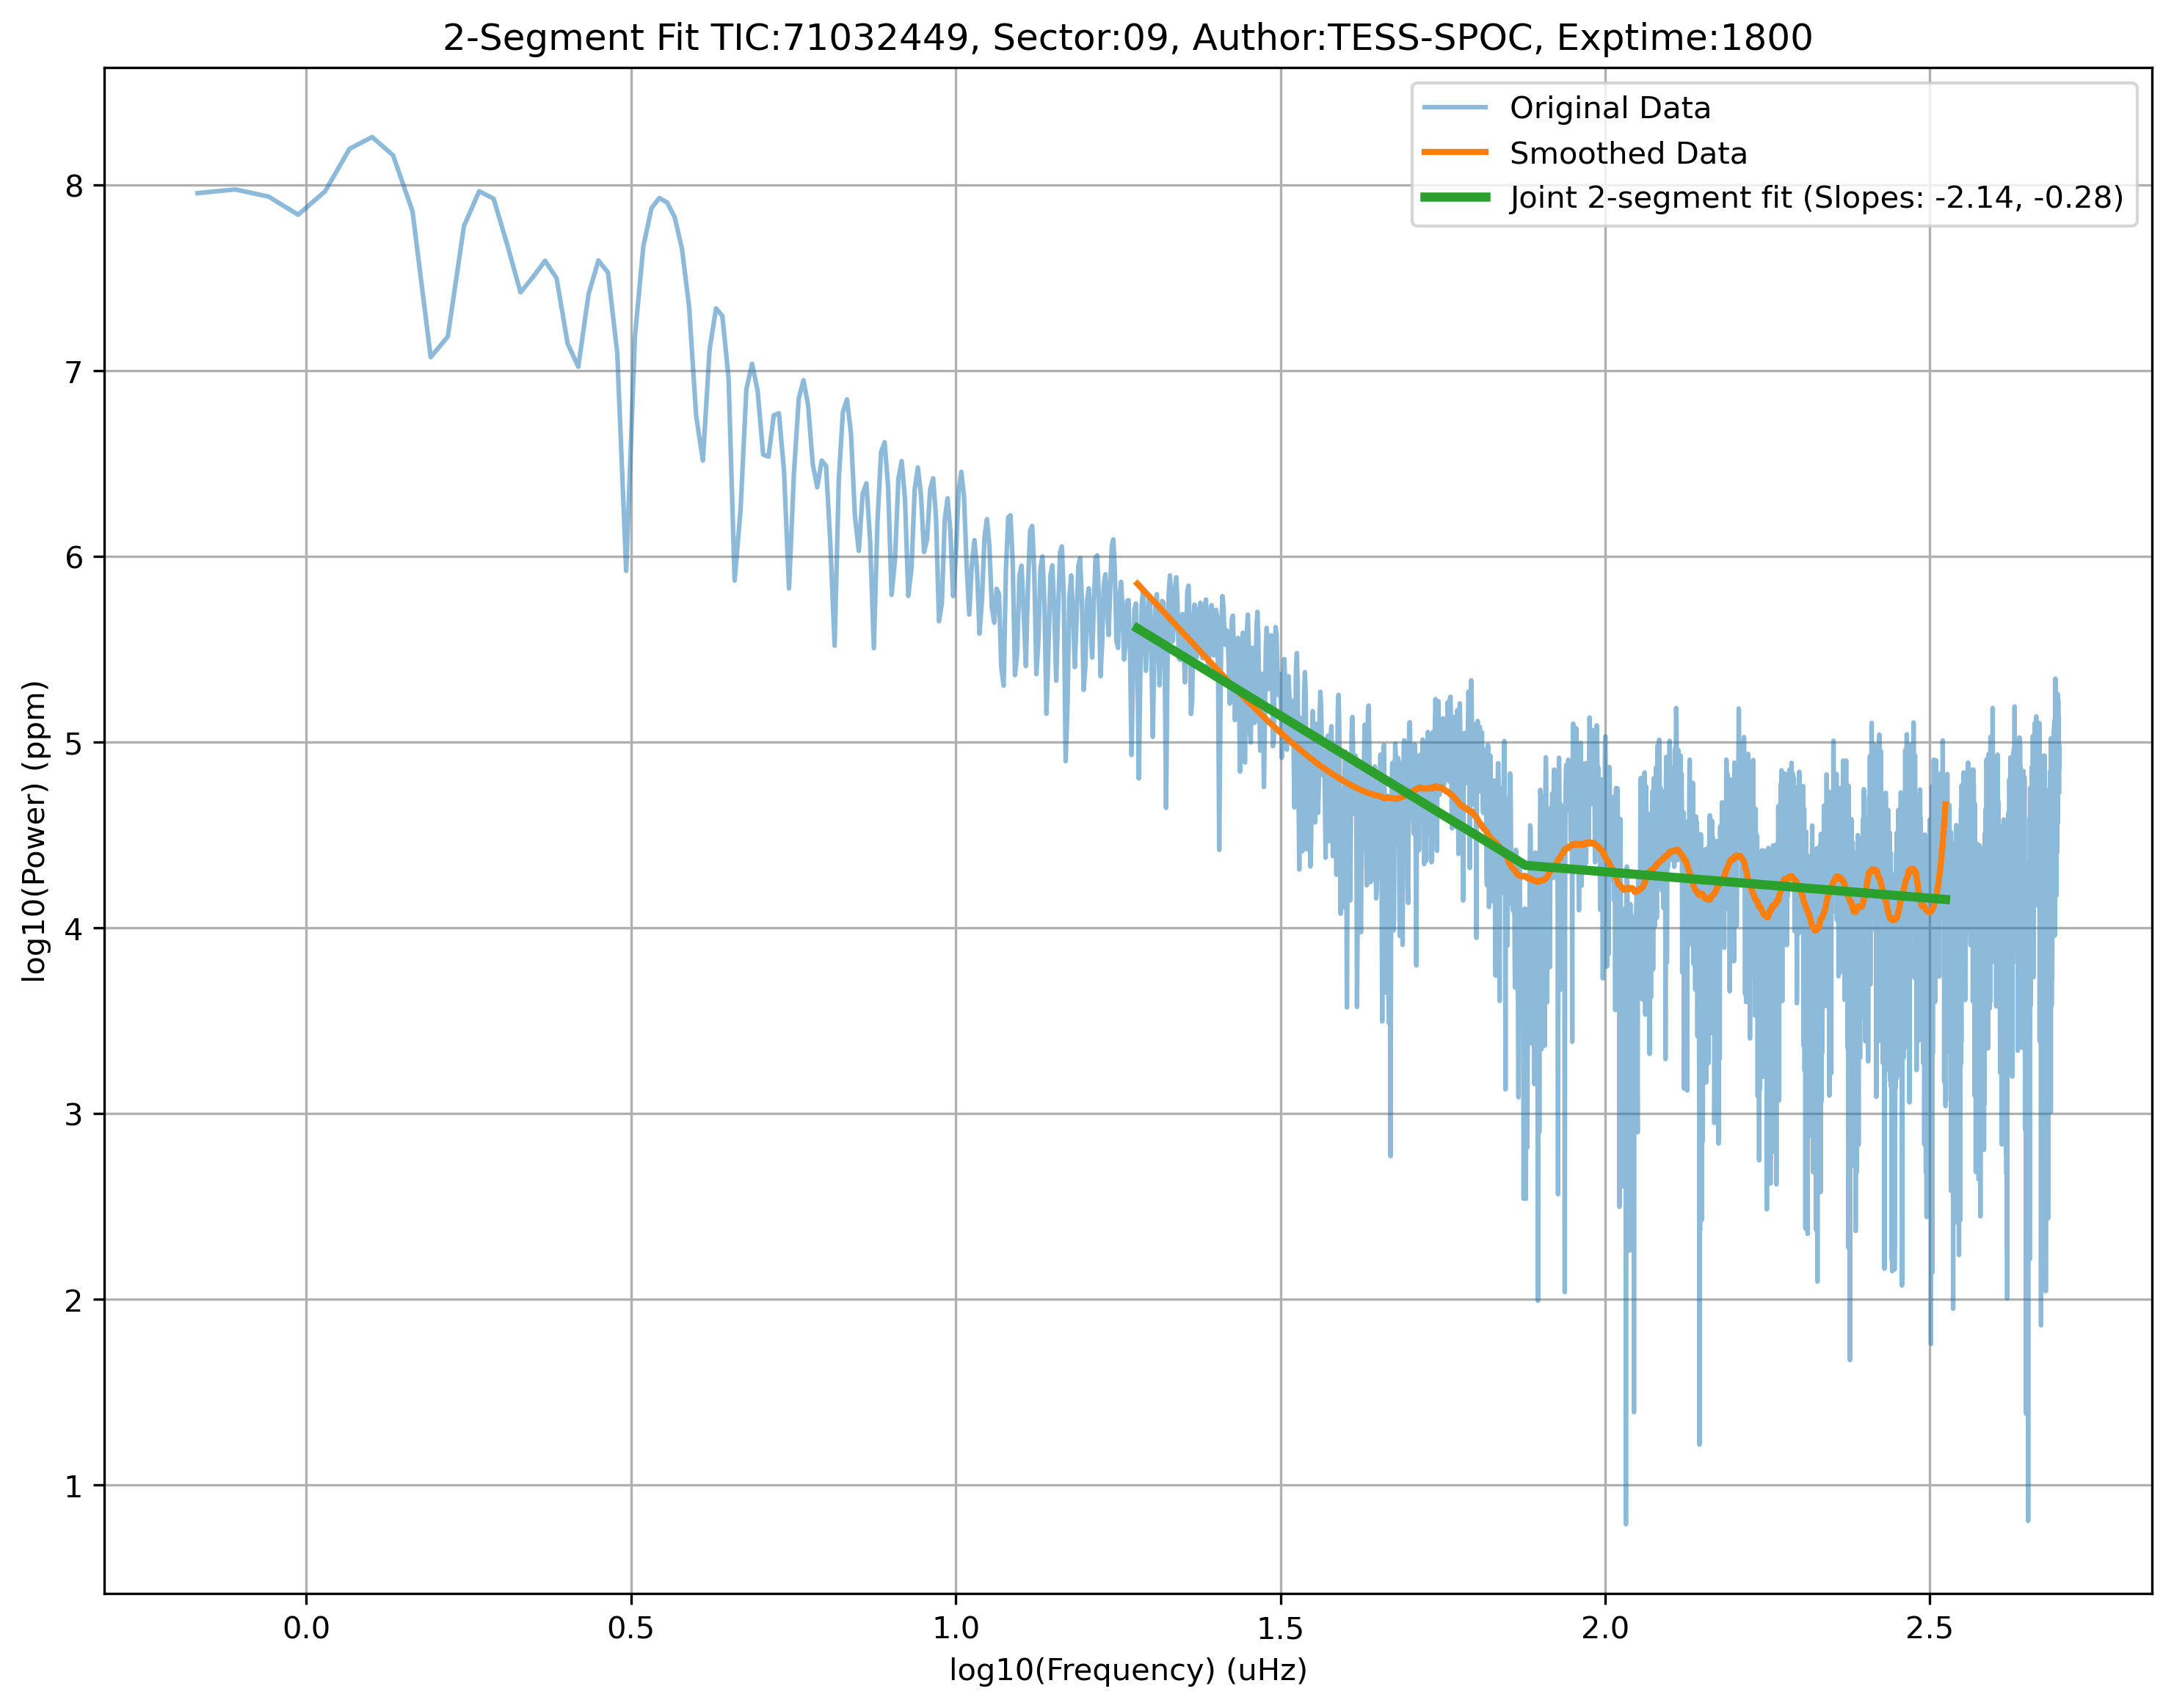 2-Segment Fit TIC:71032449, Sector:09, Author:TESS-SPOC, Exptime:1800
Original Data
Smoothed Data
Joint 2-segment fit (Slopes: -2.14, -0.28)
log10(Power) (ppm)
8
7
6
5
4
3
2
1
0.0 0.5 1.0 1.5 2.0 2.5
log10(Frequency) (uHz)